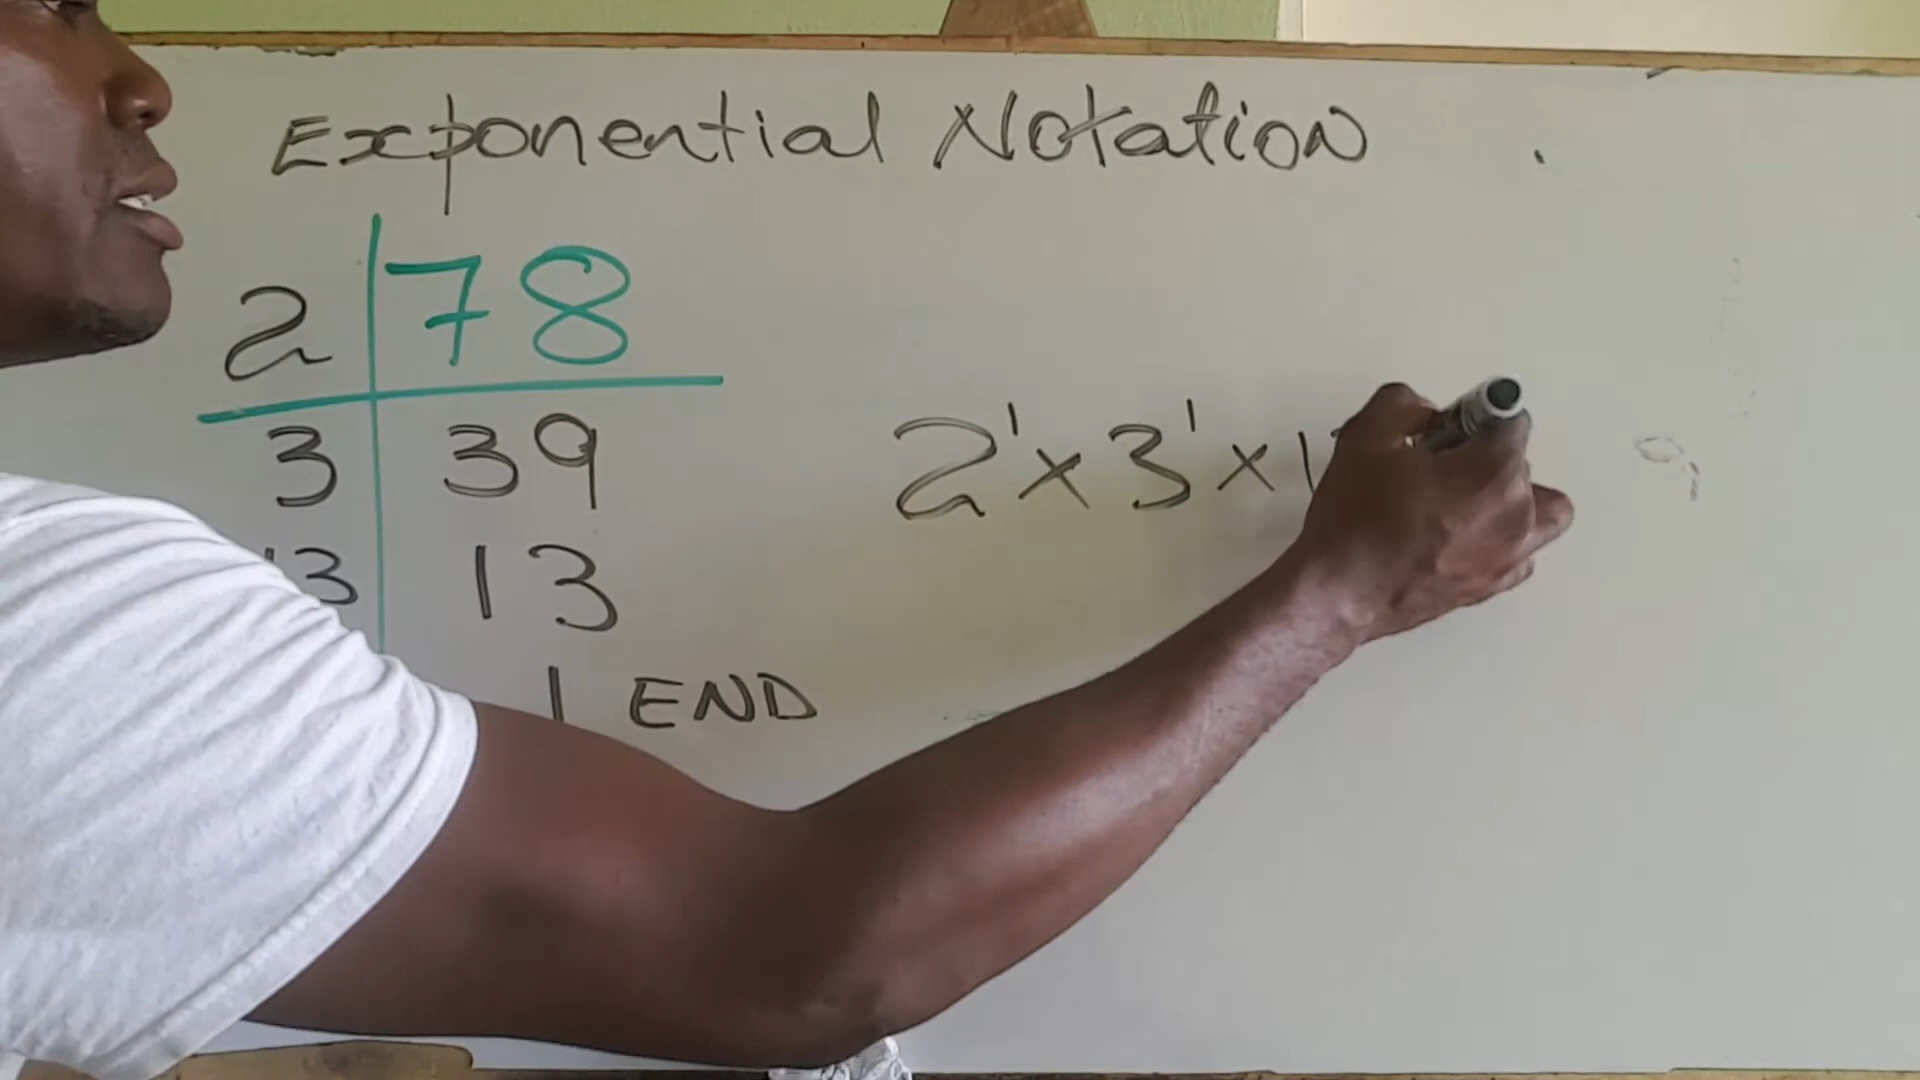 Exponential Notation
2 | 78
3 | 39
13 | 13
1 END
2¹ × 3¹ × 1